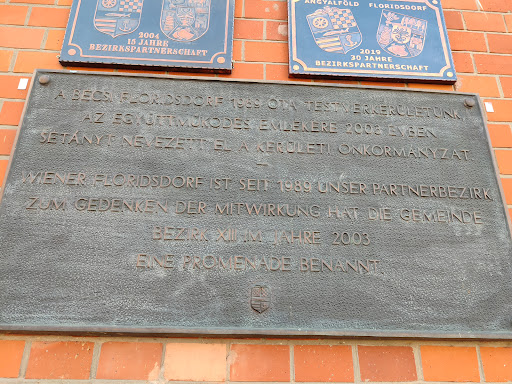 2004
15 JAHRE
BEZIRKSPARTNERSCHAFT
ANGYALFÖLD FLORIDSDORF
2019
30 JAHRE
BEZIRKSPARTNERSCHAFT
A BÉCSI FLORIDSDORF 1989 ÓTA TESTVÉRKERÜLETÜNK
AZ EGYÜTTMŰKÖDÉS EMLÉKÉRE 2003 ÉVBEN
SÉTÁNYT NEVEZETT EL A KERÜLETI ÖNKORMÁNYZAT
WIENER FLORIDSDORF IST SEIT 1989 UNSER PARTNERBEZIRK
ZUM GEDENKEN DER MITWIRKUNG HAT DIE GEMEINDE
BEZIRK XIII. IM JAHRE 2003
EINE PROMENADE BENANNT.